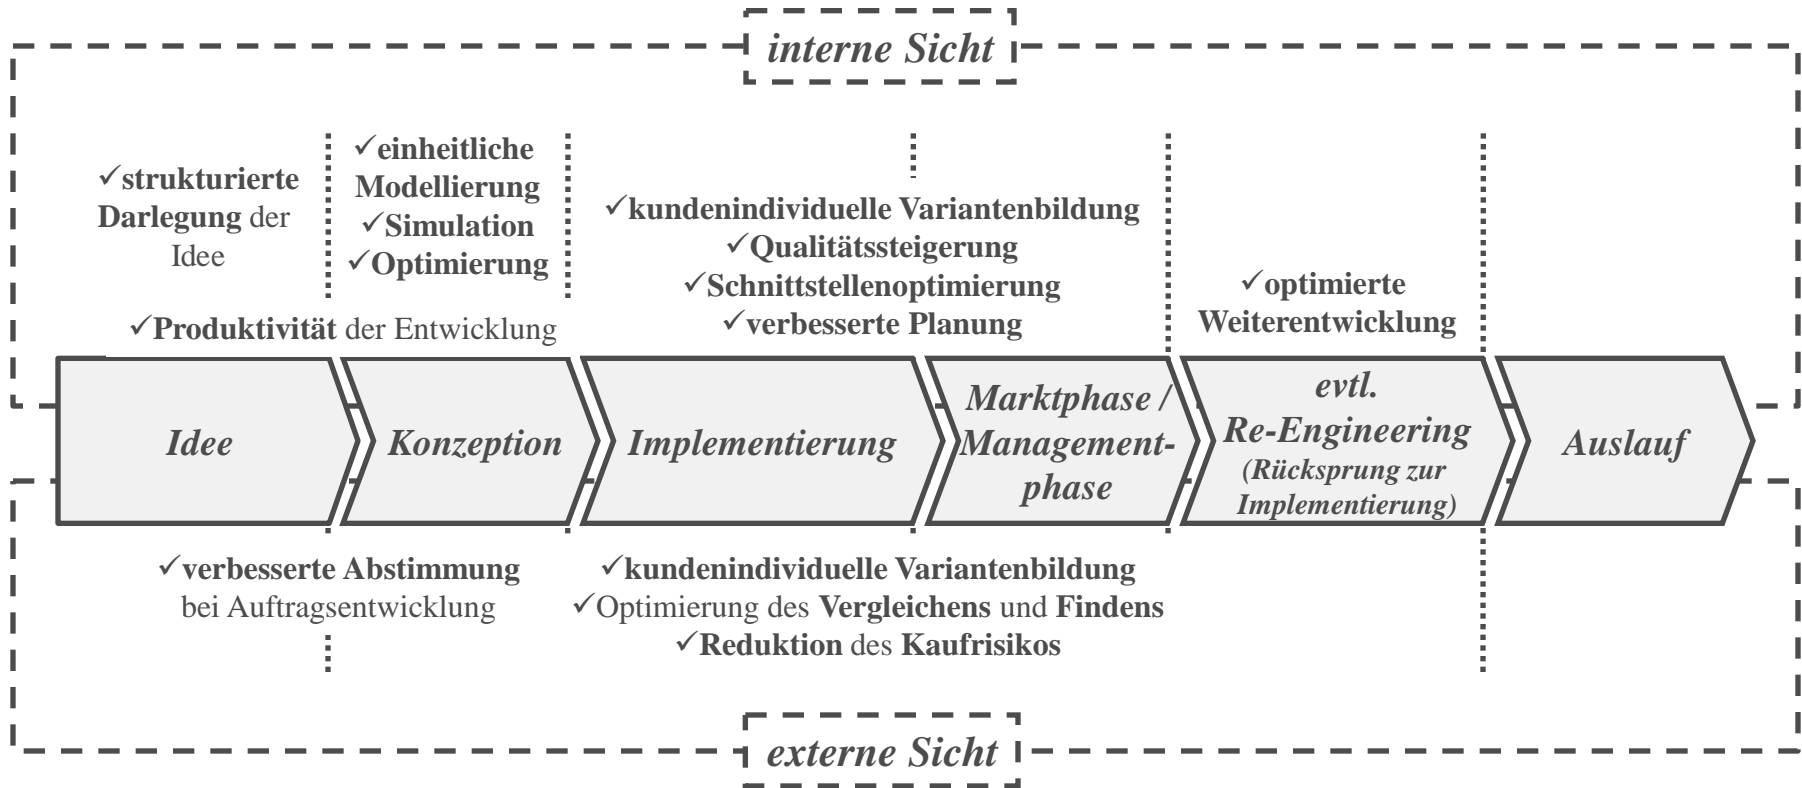 interne Sicht
✓strukturierte
Darlegung der
Idee
✓einheitliche
Modellierung
✓Simulation
✓Optimierung
✓Produktivität der Entwicklung
✓kundenindividuelle Variantenbildung
✓Qualitätssteigerung
✓Schnittstellenoptimierung
✓verbesserte Planung
✓optimierte
Weiterentwicklung
Idee
Konzeption
Implementierung
Marktphase /
Management-
phase
evtl.
Re-Engineering
(Rücksprung zur
Implementierung)
Auslauf
✓verbesserte Abstimmung
bei Auftragsentwicklung
✓kundenindividuelle Variantenbildung
✓Optimierung des Vergleichens und Findens
✓Reduktion des Kaufrisikos
externe Sicht